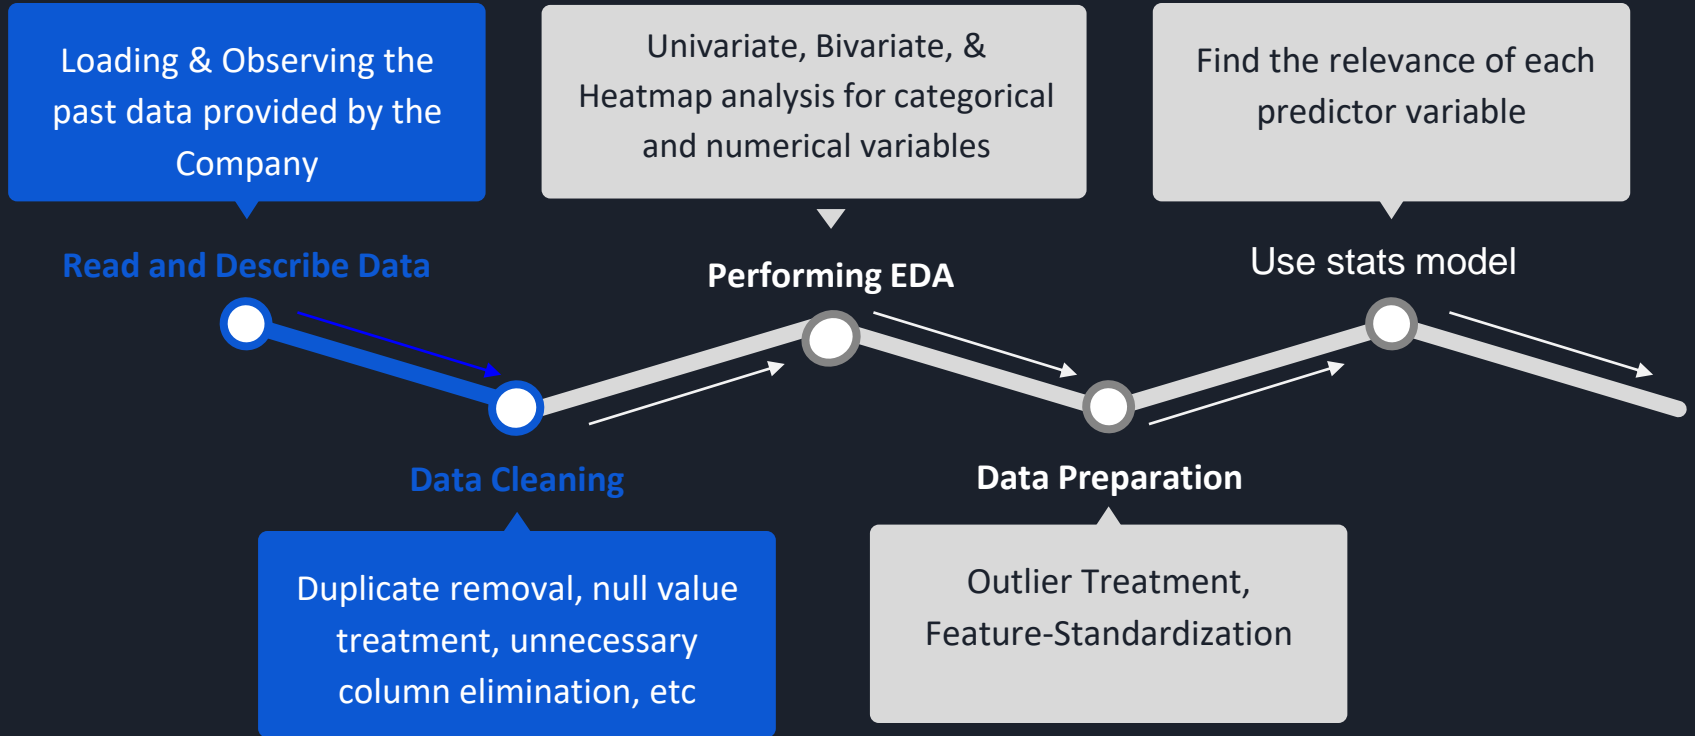 Loading & Observing the
past data provided by the
Company
Read and Describe Data
Univariate, Bivariate, &
Heatmap analysis for categorical
and numerical variables
Performing EDA
Find the relevance of each
predictor variable
Use stats model
Data Cleaning
Duplicate removal, null value
treatment, unnecessary
column elimination, etc
Data Preparation
Outlier Treatment,
Feature-Standardization